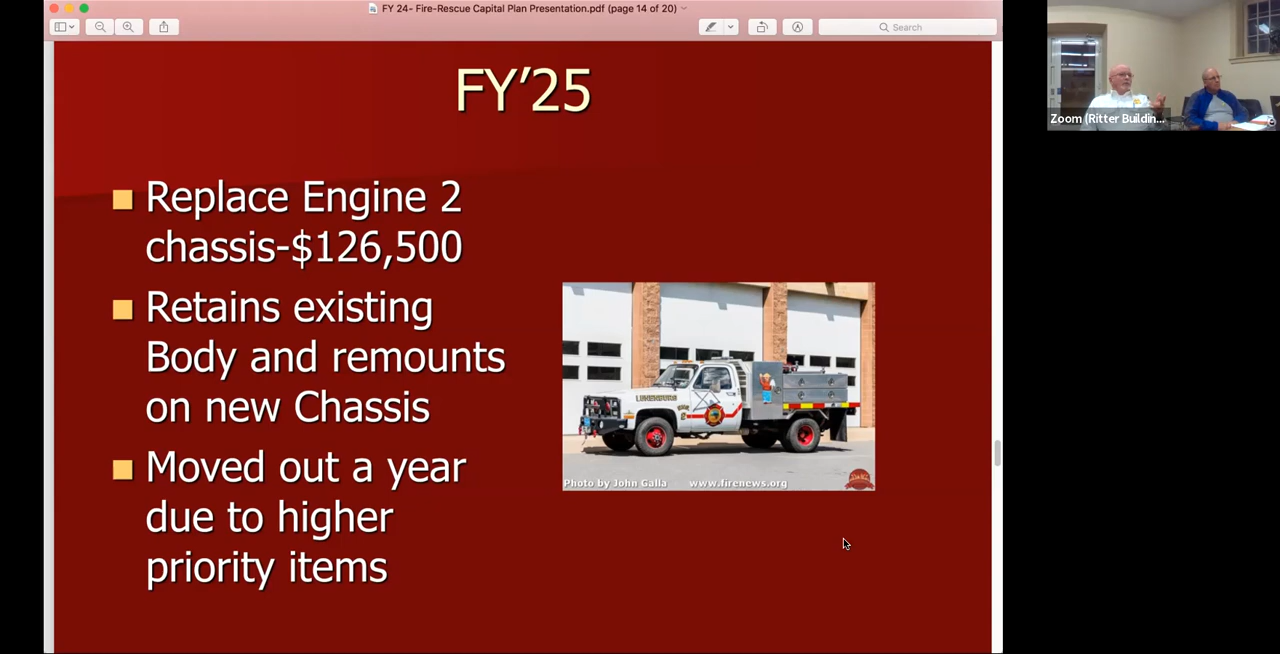 FY 24- Fire-Rescue Capital Plan Presentation.pdf (page 14 of 20)
Search
FY'25
Replace Engine 2
chassis-$126,500
Retains existing
Body and remounts
on new Chassis
Moved out a year
due to higher
priority items
LUNENBURG
Photo by John Galla www.firenews.org
Zoom (Ritter Buildin...